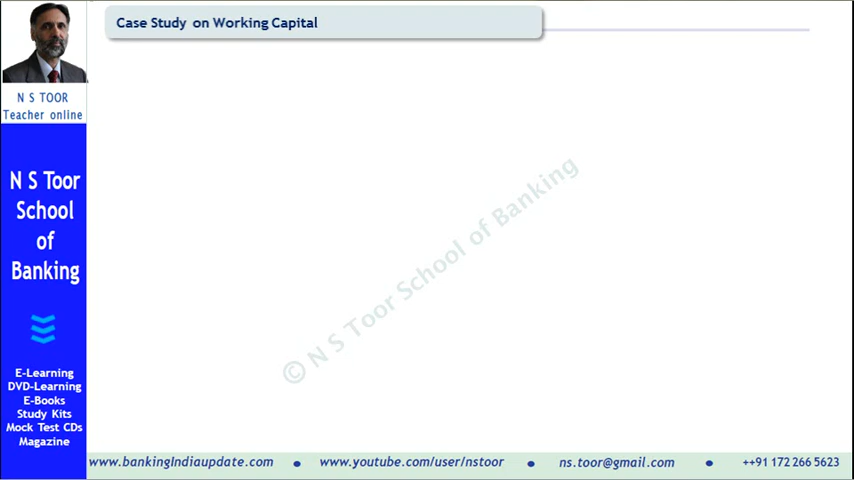 Case Study on Working Capital
N S TOOR
Teacher online
N S Toor
School
of
Banking
E-Learning
DVD-Learning
E-Books
Study Kits
Mock Test CDs
Magazine
© N S Toor School of Banking
www.bankingIndiaupdate.com ● www.youtube.com/user/nstoor ● ns.toor@gmail.com ● ++91 172 266 5623